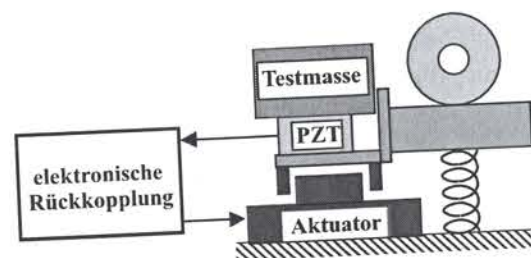 Testmasse
PZT
elektronische
Rückkopplung
Aktuator